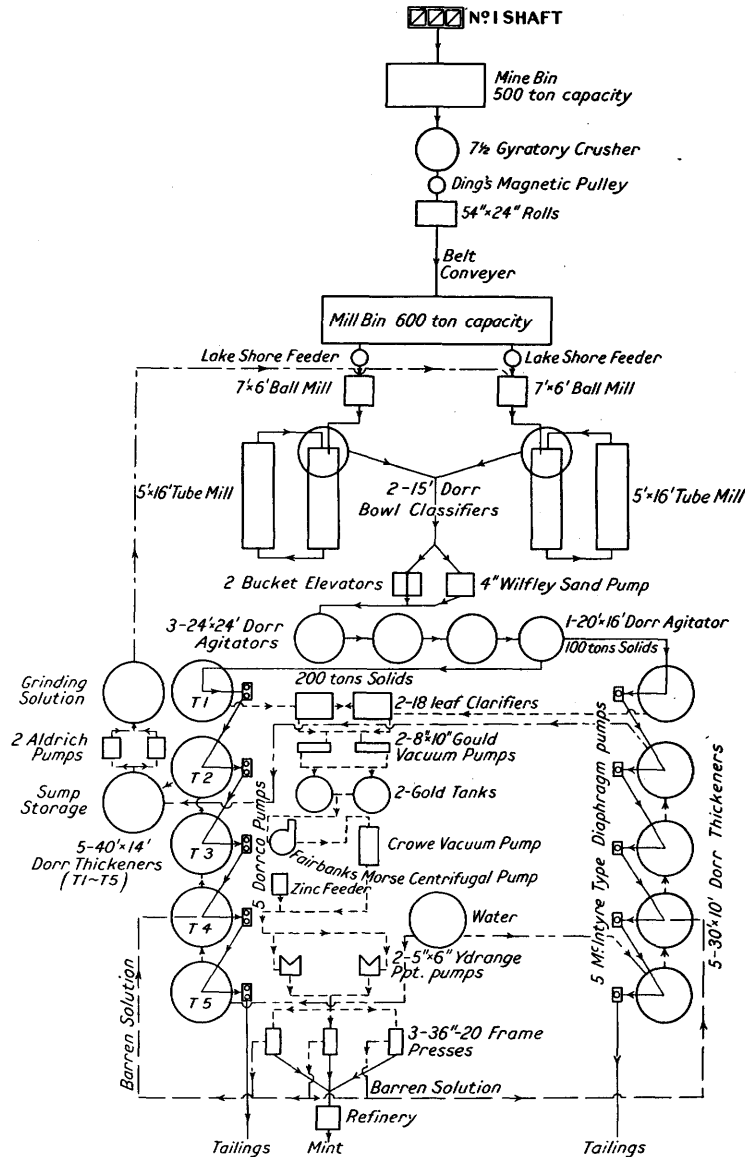 Nº1 SHAFT
Mine Bin
500 ton capacity
7½ Gyratory Crusher
Ding's Magnetic Pulley
54"×24" Rolls
Belt
Conveyer
Mill Bin 600 ton capacity
Lake Shore Feeder
Lake Shore Feeder
7'×6' Ball Mill
7'×6' Ball Mill
5'×16' Tube Mill
2-15' Dorr
Bowl Classifiers
5'×16' Tube Mill
2 Bucket Elevators
4" Wilfley Sand Pump
3-24'×24' Dorr
Agitators
1-20'×16' Dorr Agitator
100 tons Solids
200 tons Solids
Grinding
Solution
T1
2-18 leaf Clarifiers
2 Aldrich
Pumps
T2
2-8"×10" Gould
Vacuum Pumps
Sump
Storage
2-Gold Tanks
5-40'×14'
Dorr Thickeners
(T1~T5)
T3
5 Dorrco Pumps
Crowe Vacuum Pump
Fairbanks Morse Centrifugal Pump
Zinc Feeder
T4
Water
5 McIntyre Type Diaphragm pumps
5-30'×10' Dorr Thickeners
2-5"×6" Ydrange
Ppt. pumps
T5
Barren Solution
3-36"-20 Frame
Presses
Barren Solution
Refinery
Tailings
Mint
Tailings